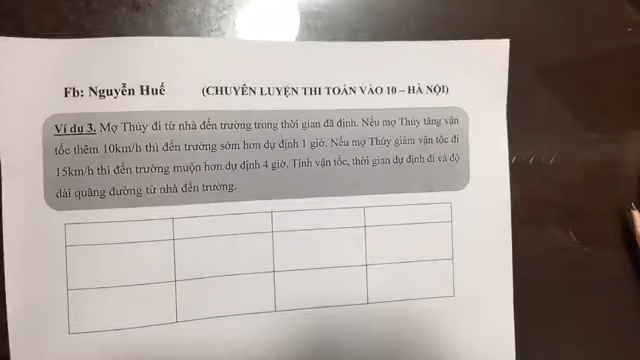 Fb: Nguyễn Huế (CHUYÊN LUYỆN THI TOÁN VÀO 10 – HÀ NỘI)
Ví dụ 3. Mợ Thúy đi từ nhà đến trường trong thời gian đã định. Nếu mợ Thúy tăng vận
tốc thêm 10km/h thì đến trường sớm hơn dự định 1 giờ. Nếu mợ Thúy giảm vận tốc đi
15km/h thì đến trường muộn hơn dự định 4 giờ. Tính vận tốc, thời gian dự định đi và độ
dài quãng đường từ nhà đến trường.